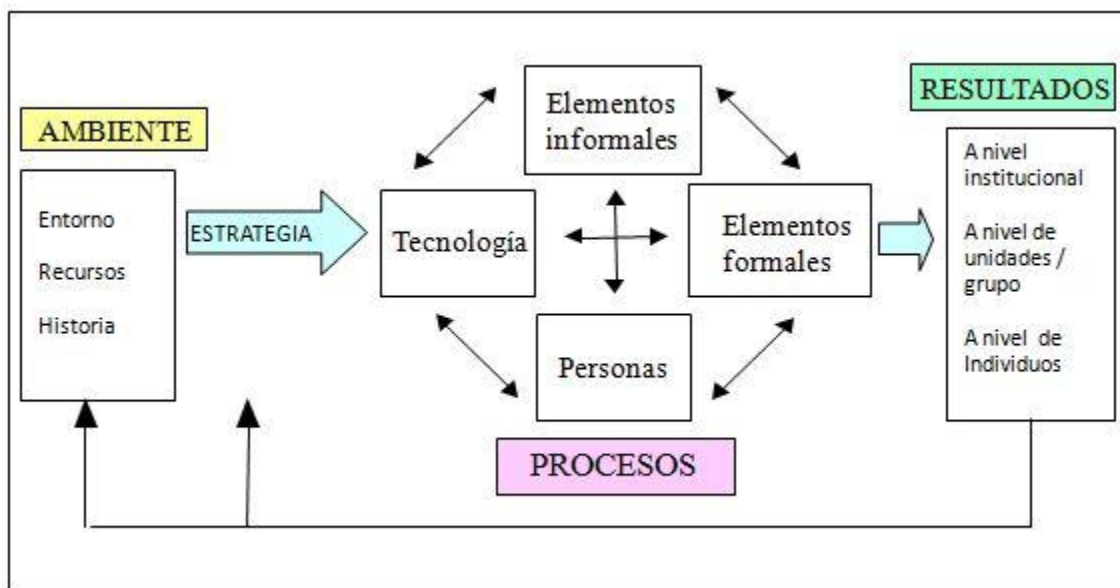 AMBIENTE
Entorno
Recursos
Historia
ESTRATEGIA
Elementos
informales
Tecnología
Elementos
formales
Personas
PROCESOS
RESULTADOS
A nivel
institucional
A nivel de
unidades /
grupo
A nivel de
Individuos